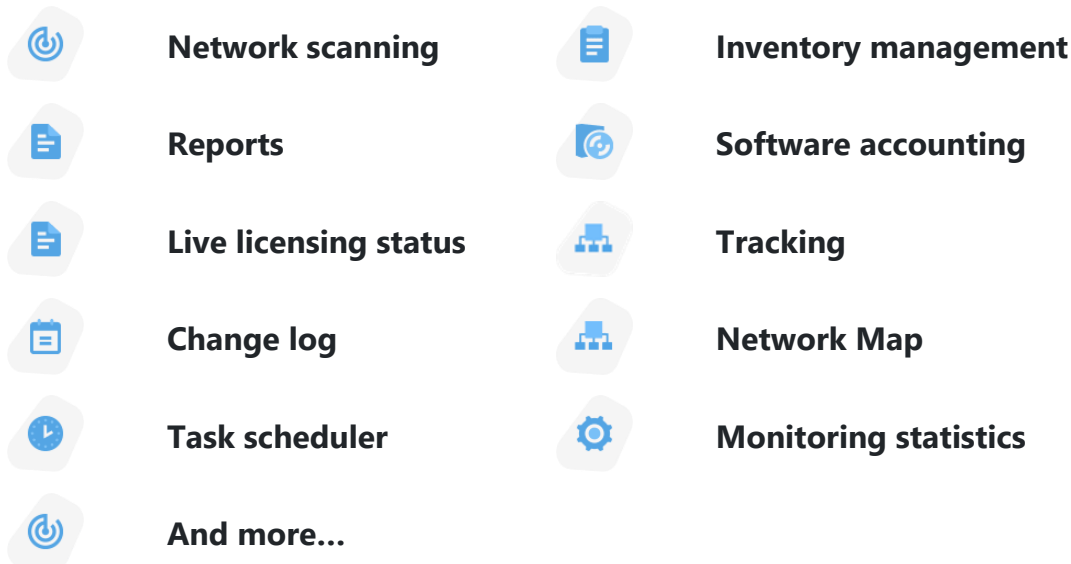 Network scanning
Inventory management
Reports
Software accounting
Live licensing status
Tracking
Change log
Network Map
Task scheduler
Monitoring statistics
And more...